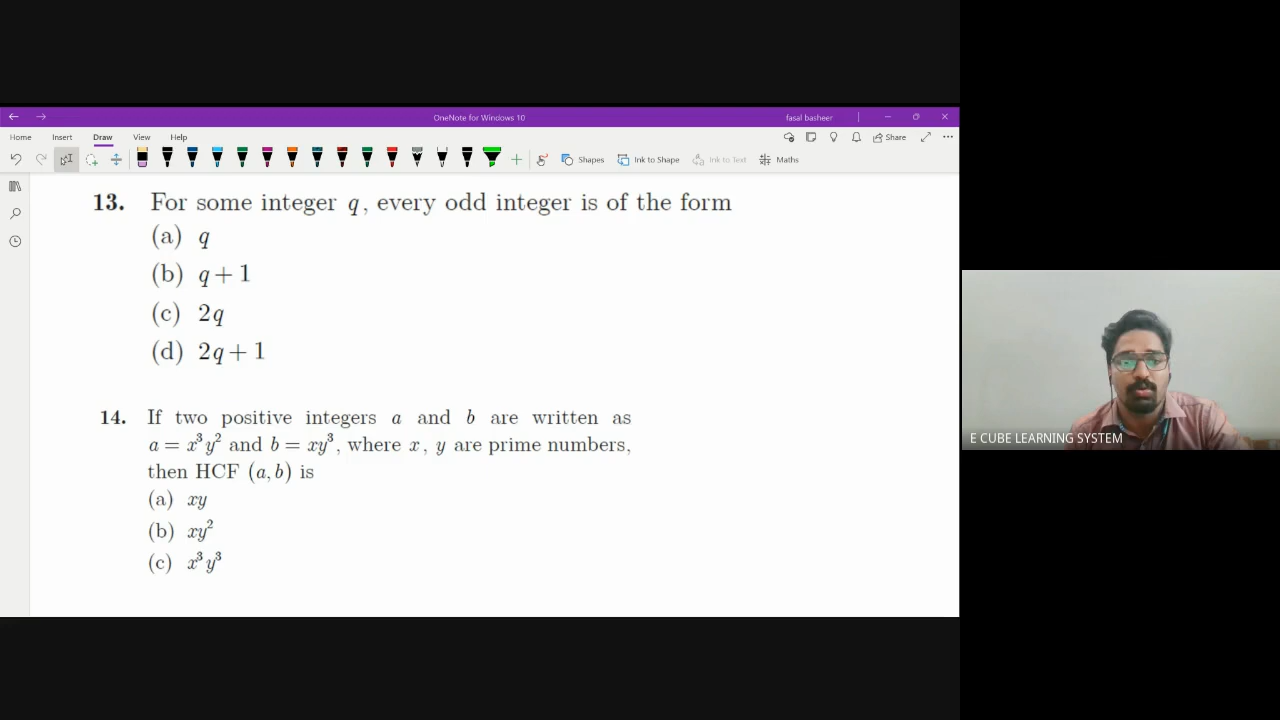 OneNote for Windows 10
fasal basheer
Home Insert Draw View Help
Share
Shapes Ink to Shape Ink to Text Maths
13. For some integer q, every odd integer is of the form
(a) q
(b) q + 1
(c) 2q
(d) 2q + 1
14. If two positive integers a and b are written as
a = x³y² and b = xy³, where x, y are prime numbers,
then HCF (a, b) is
(a) xy
(b) xy²
(c) x³y³
E CUBE LEARNING SYSTEM